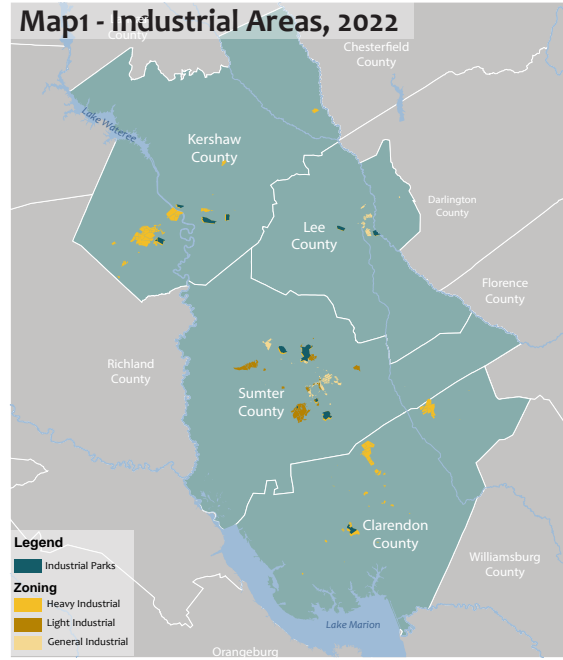 Map1 - Industrial Areas, 2022
County
Chesterfield
County
Lake Wateree
Kershaw
County
Darlington
County
Lee
County
Florence
County
Richland
County
Sumter
County
Clarendon
County
Williamsburg
County
Lake Marion
Orangeburg
Legend
Industrial Parks
Zoning
Heavy Industrial
Light Industrial
General Industrial